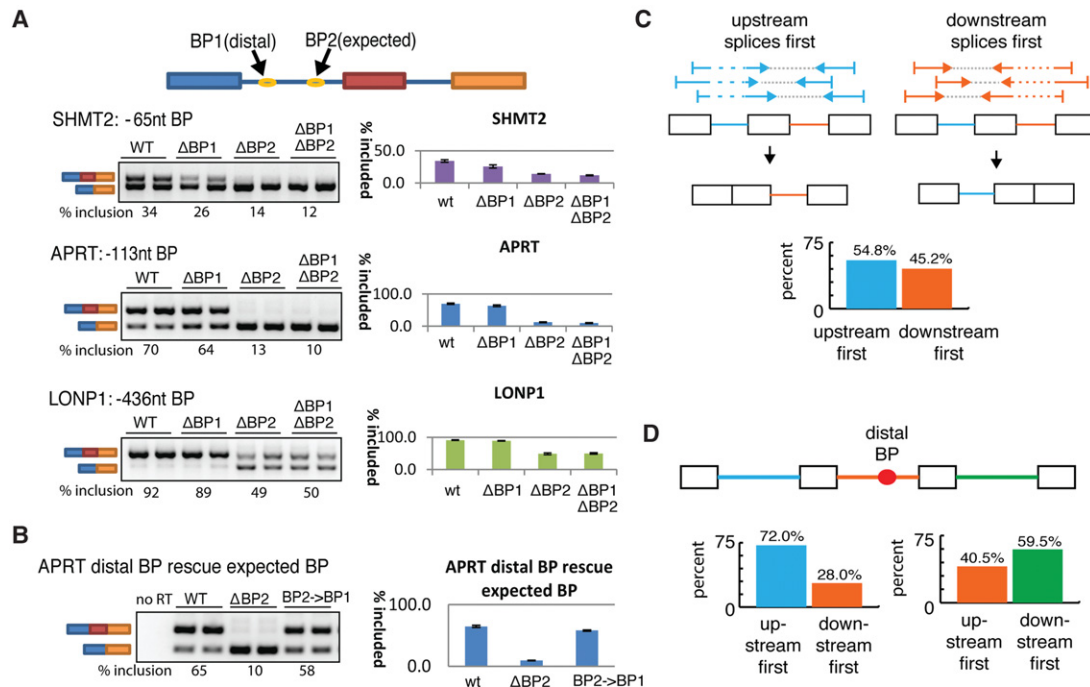 A
BP1(distal)
BP2(expected)
SHMT2: -65nt BP
WT ΔBP1 ΔBP2 ΔBP1 ΔBP2
% inclusion 34 26 14 12
SHMT2
% included
50.0
0.0
wt ΔBP1 ΔBP2 ΔBP1 ΔBP2
APRT: -113nt BP
WT ΔBP1 ΔBP2 ΔBP1 ΔBP2
% inclusion 70 64 13 10
APRT
% included
100.0
0.0
wt ΔBP1 ΔBP2 ΔBP1 ΔBP2
LONP1: -436nt BP
WT ΔBP1 ΔBP2 ΔBP1 ΔBP2
% inclusion 92 89 49 50
LONP1
% included
100.0
0.0
wt ΔBP1 ΔBP2 ΔBP1 ΔBP2
B
APRT distal BP rescue expected BP
no RT WT ΔBP2 BP2->BP1
% inclusion 65 10 58
APRT distal BP rescue
expected BP
% included
100.0
0.0
wt ΔBP2 BP2->BP1
C
upstream
splices first
downstream
splices first
percent
75
0
54.8%
45.2%
upstream
first
downstream
first
D
distal
BP
percent
75
0
72.0%
28.0%
up-
stream
first
down-
stream
first
percent
75
0
40.5%
59.5%
up-
stream
first
down-
stream
first